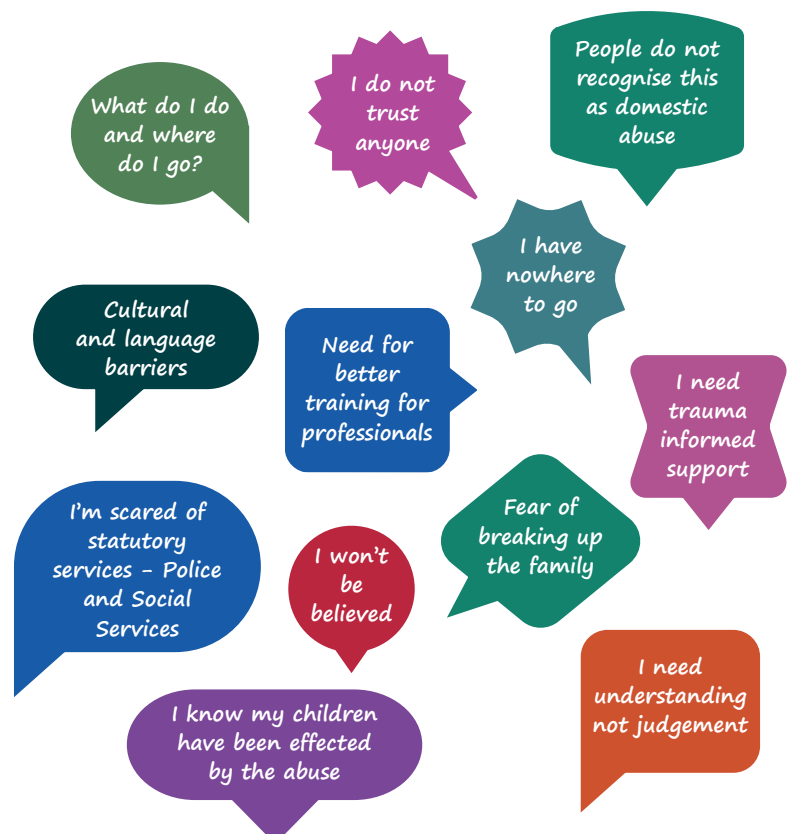 What do I do
and where
do I go?
I do not
trust
anyone
People do not
recognise this
as domestic
abuse
I have
nowhere
to go
Cultural
and language
barriers
Need for
better
training for
professionals
I need
trauma
informed
support
I'm scared of
statutory
services - Police
and Social
Services
I won't
be
believed
Fear of
breaking up
the family
I need
understanding
not judgement
I know my children
have been effected
by the abuse